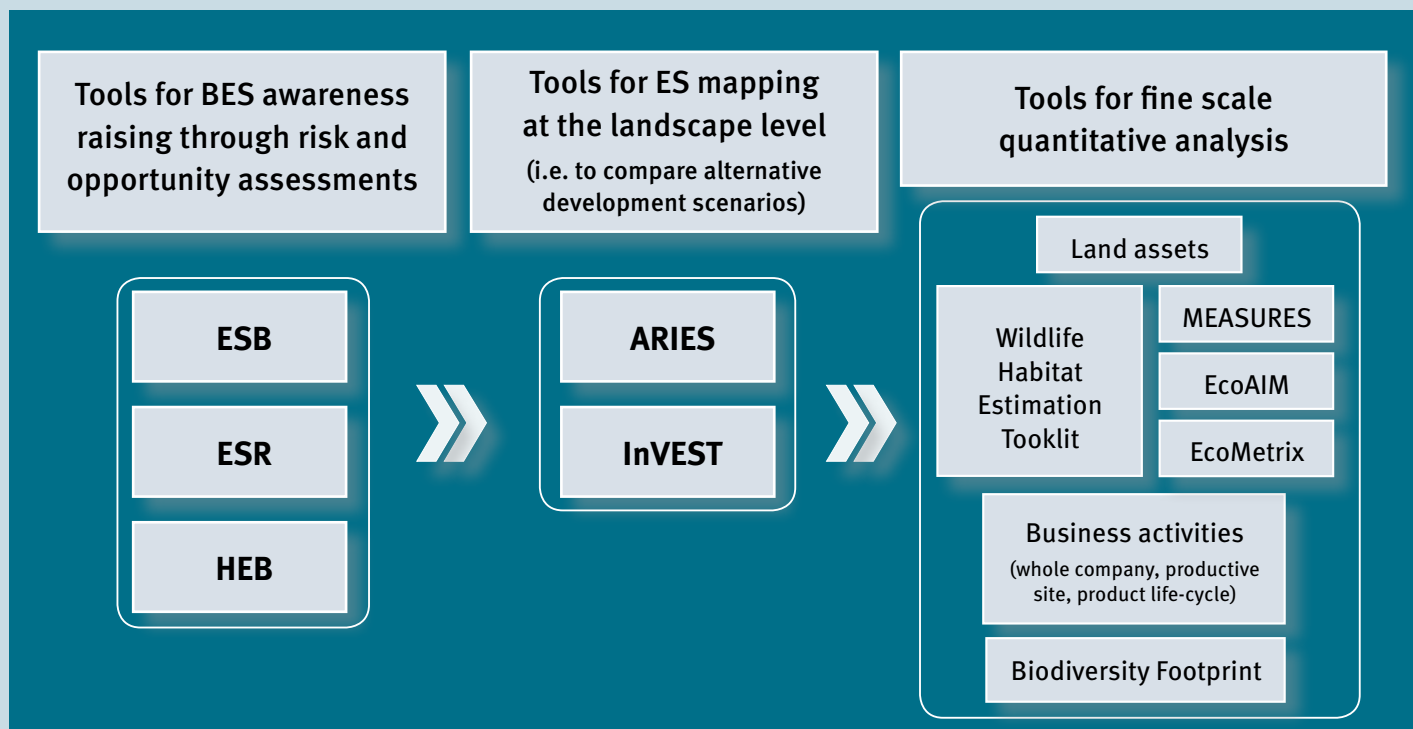 Tools for BES awareness
raising through risk and
opportunity assessments
ESB
ESR
HEB
Tools for ES mapping
at the landscape level
(i.e. to compare alternative
development scenarios)
ARIES
InVEST
Tools for fine scale
quantitative analysis
Land assets
Wildlife
Habitat
Estimation
Tooklit
MEASURES
EcoAIM
EcoMetrix
Business activities
(whole company, productive
site, product life-cycle)
Biodiversity Footprint